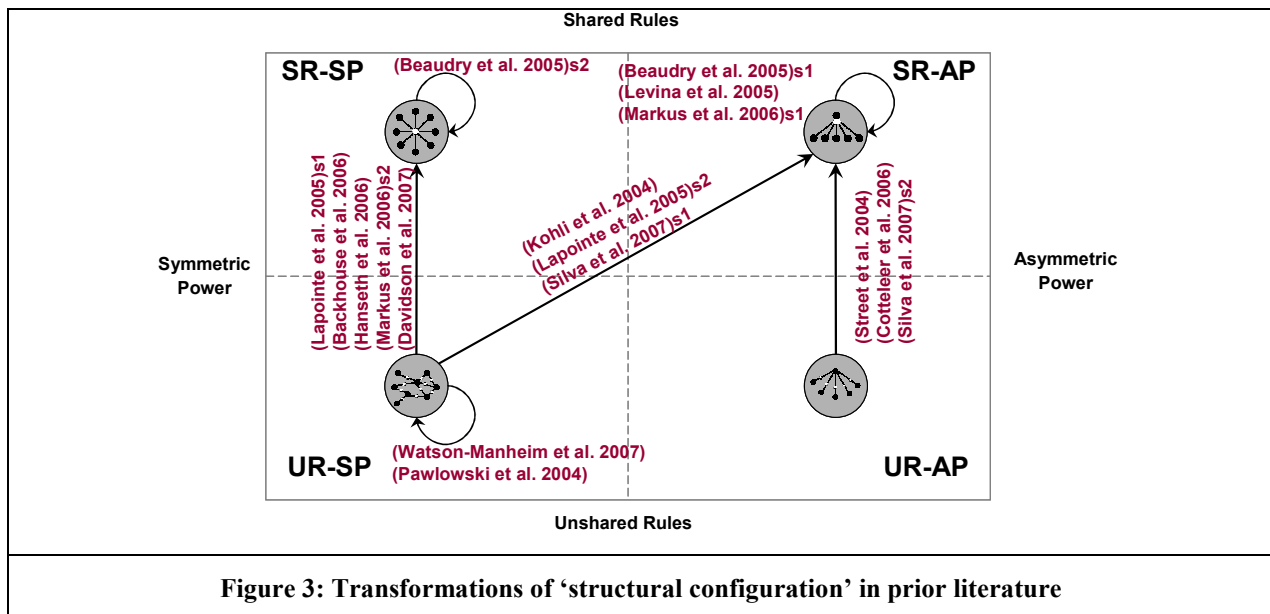 Shared Rules
SR-SP
(Beaudry et al. 2005)s2
(Beaudry et al. 2005)s1
(Levina et al. 2005)
(Markus et al. 2006)s1
SR-AP
(Lapointe et al. 2005)s1
(Backhouse et al. 2006)
(Hanseth et al. 2006)
(Markus et al. 2006)s2
(Davidson et al. 2007)
(Kohli et al. 2004)
(Lapointe et al. 2005)s2
(Silva et al, 2007)s1
(Street et al. 2004)
(Cotteleer et al. 2006)
(Silva et al. 2007)s2
Symmetric
Power
Asymmetric
Power
UR-SP
(Watson-Manheim et al. 2007)
(Pawlowski et al. 2004)
UR-AP
Unshared Rules
Figure 3: Transformations of ‘structural configuration’ in prior literature